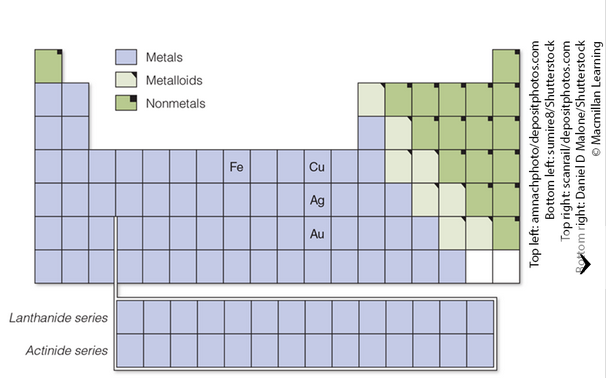 Metals
Metalloids
Nonmetals
Fe
Cu
Ag
Au
Lanthanide series
Actinide series
Top left: amnachphoto/depositphotos.com
Bottom left: sumire8/Shutterstock
Top right: scanrail/depositphotos.com
Bottom right: Daniel D Malone/Shutterstock
© Macmillan Learning